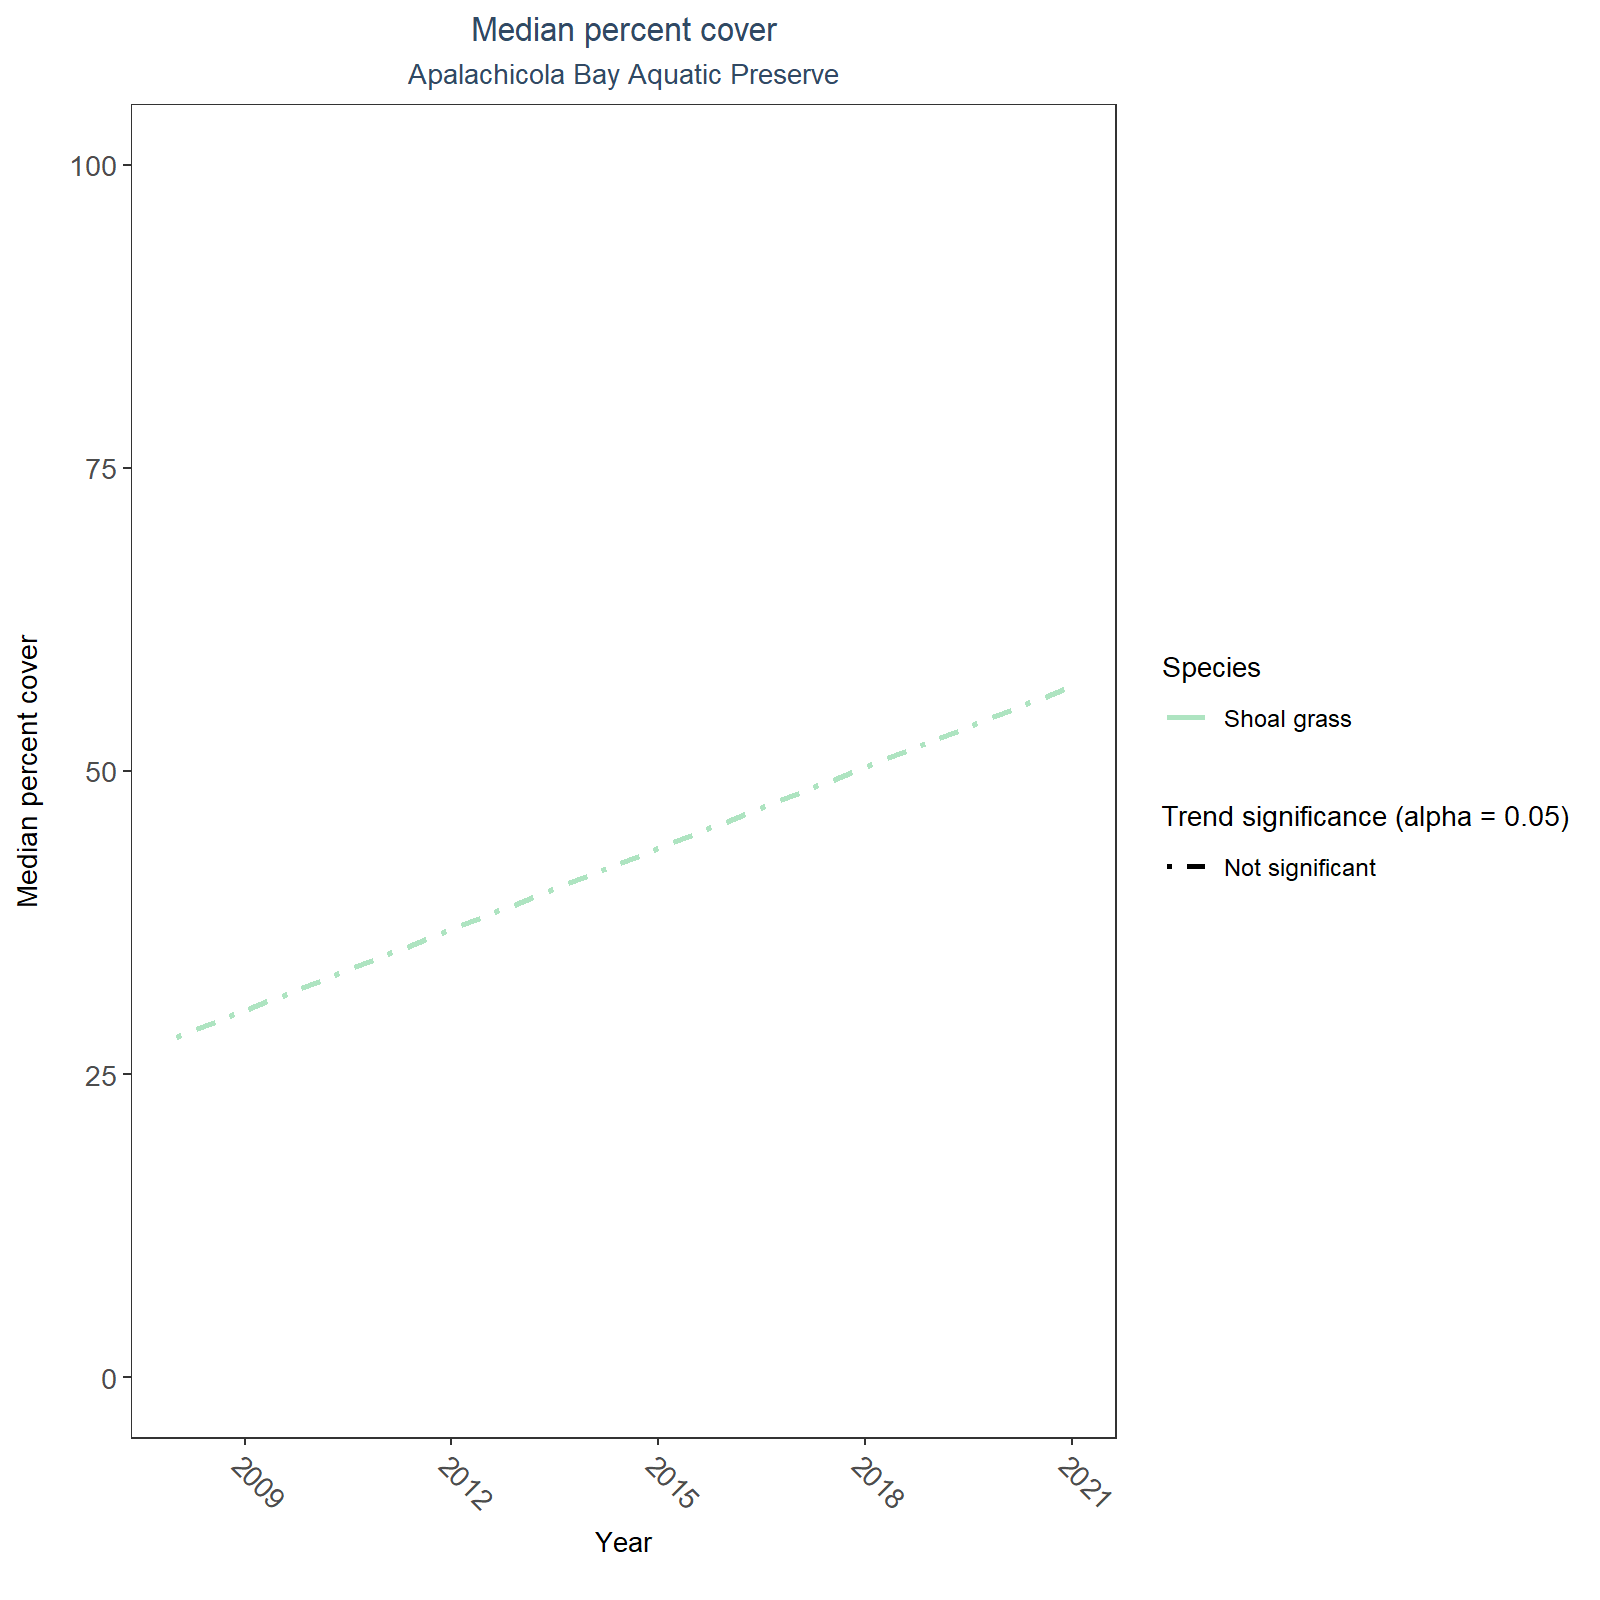 Median percent cover
Apalachicola Bay Aquatic Preserve
Median percent cover
100
75
50
25
0
2009
2012
2015
2018
2021
Year
Species
Shoal grass
Trend significance (alpha = 0.05)
Not significant